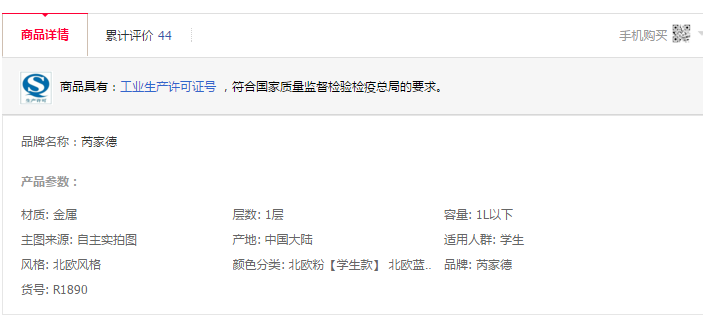 商品详情 累计评价 44 手机购买
商品具有：工业生产许可证号 ，符合国家质量监督检验检疫总局的要求。
生产许可
品牌名称：芮家德
产品参数：
材质: 金属 层数: 1层 容量: 1L以下
主图来源: 自主实拍图 产地: 中国大陆 适用人群: 学生
风格: 北欧风格 颜色分类: 北欧粉【学生款】 北欧蓝.. 品牌: 芮家德
货号: R1890